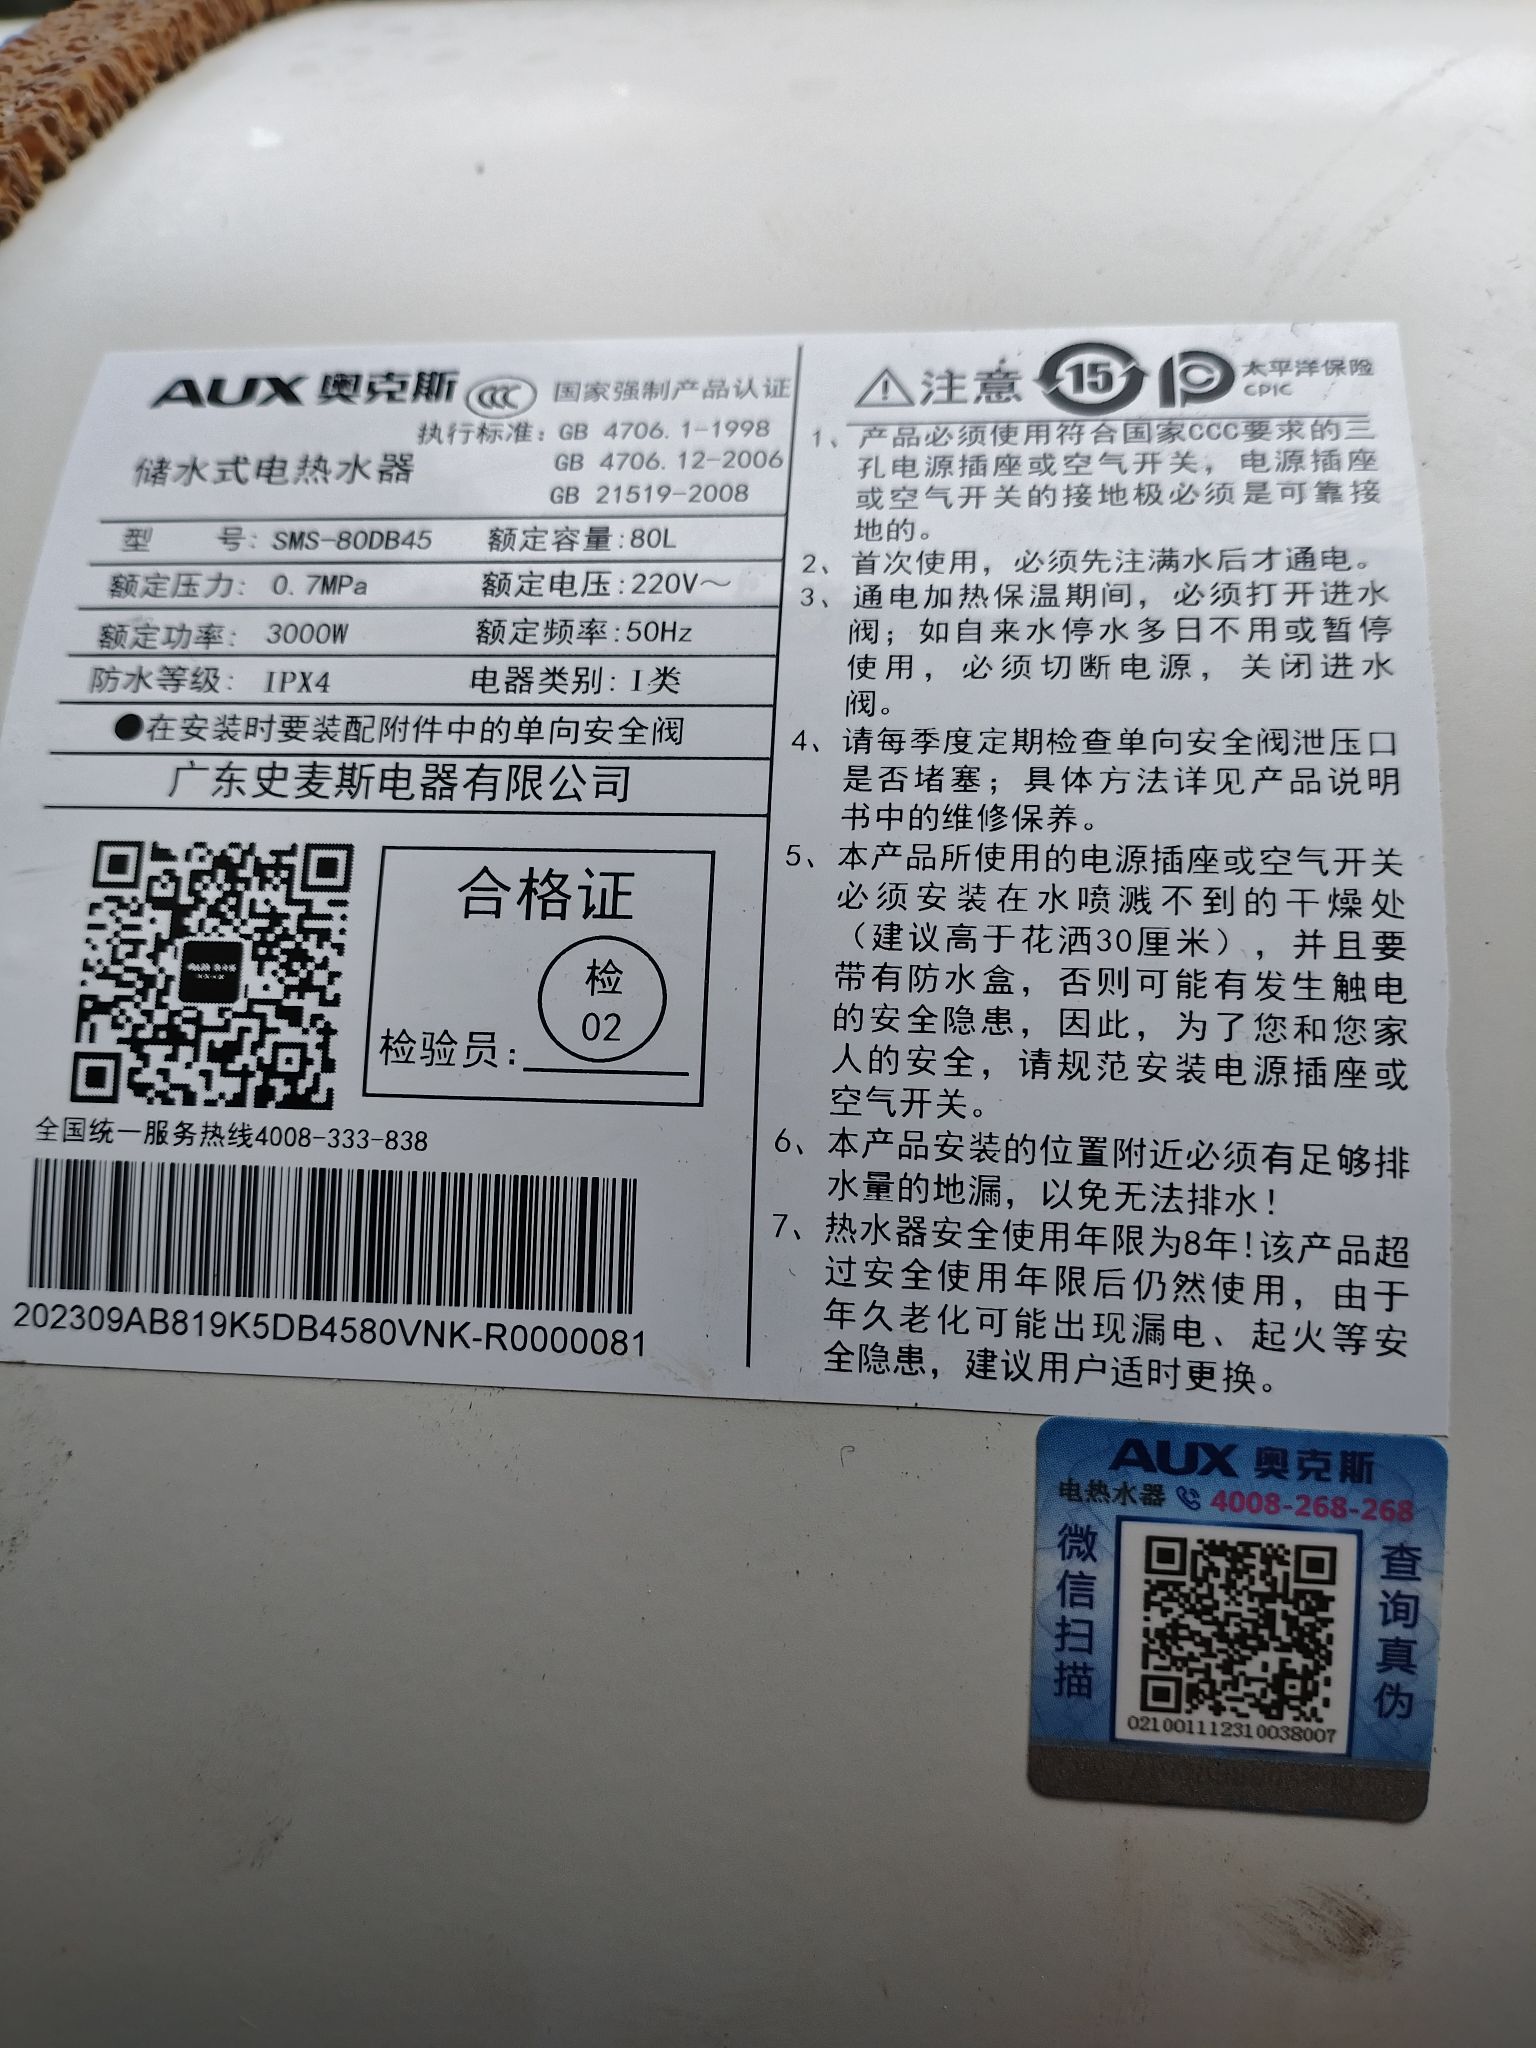 AUX 奥克斯 CCC 国家强制产品认证
执行标准：GB 4706.1-1998
储水式电热水器
GB 4706.12-2006
GB 21519-2008
型 号：SMS-80DB45 额定容量:80L
额定压力：0.7MPa 额定电压:220V～
额定功率：3000W 额定频率:50Hz
防水等级：IPX4 电器类别:I类
●在安装时要装配附件中的单向安全阀
广东史麦斯电器有限公司
合格证
检
02
检验员：
全国统一服务热线4008-333-838
202309AB819K5DB4580VNK-R0000081
注意 15 太平洋保险
CPIC
1、产品必须使用符合国家CCC要求的三
孔电源插座或空气开关，电源插座
或空气开关的接地极必须是可靠接
地的。
2、首次使用，必须先注满水后才通电。
3、通电加热保温期间，必须打开进水
阀；如自来水停水多日不用或暂停
使用，必须切断电源，关闭进水
阀。
4、请每季度定期检查单向安全阀泄压口
是否堵塞；具体方法详见产品说明
书中的维修保养。
5、本产品所使用的电源插座或空气开关
必须安装在水喷溅不到的干燥处
（建议高于花洒30厘米），并且要
带有防水盒，否则可能有发生触电
的安全隐患，因此，为了您和您家
人的安全，请规范安装电源插座或
空气开关。
6、本产品安装的位置附近必须有足够排
水量的地漏，以免无法排水！
7、热水器安全使用年限为8年！该产品超
过安全使用年限后仍然使用，由于
年久老化可能出现漏电、起火等安
全隐患，建议用户适时更换。
AUX 奥克斯
电热水器 4008-268-268
微信扫描
查询真伪
021001112310038007